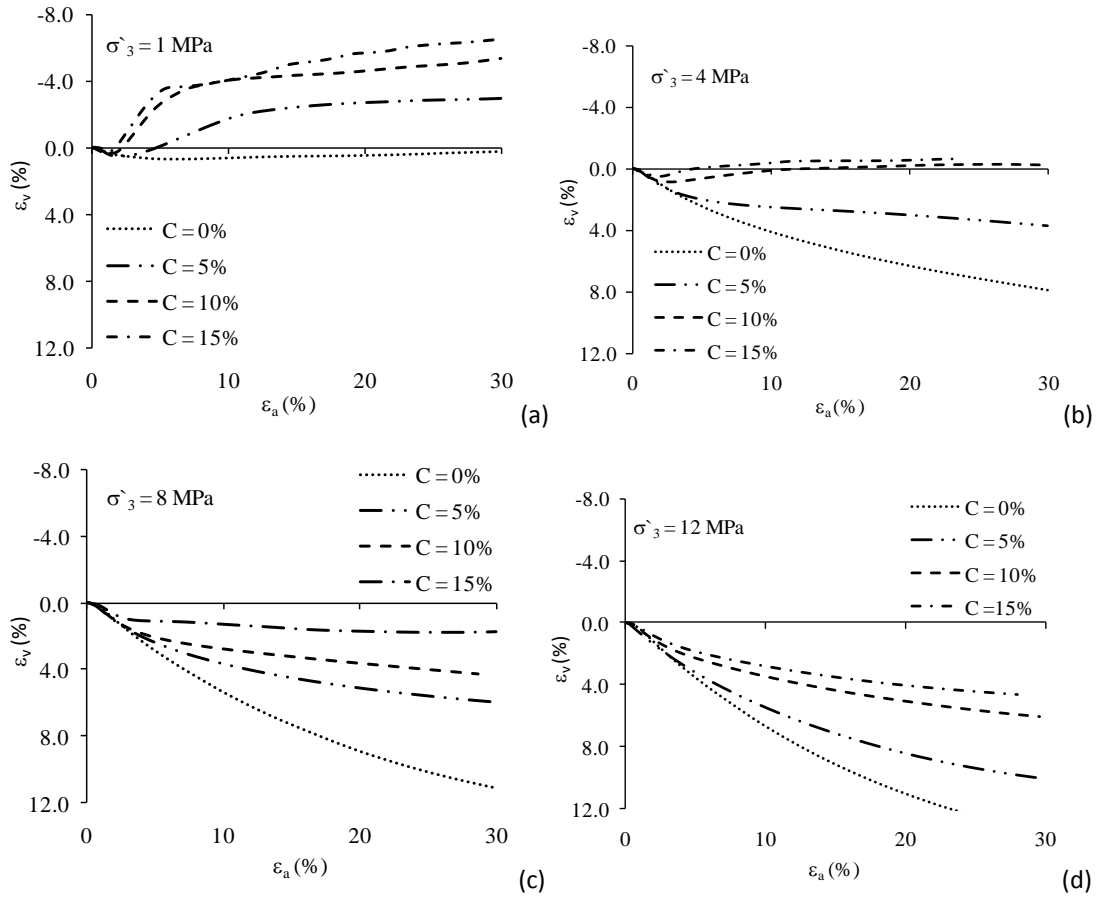 -8.0
σ`3 = 1 MPa
-4.0
0.0
εv (%)
4.0
C = 0%
C = 5%
8.0
C = 10%
C = 15%
12.0
0
10
20
30
εa (%)
(a)
-8.0
σ`3 = 4 MPa
-4.0
0.0
εv (%)
4.0
C = 0%
C = 5%
8.0
C = 10%
C = 15%
12.0
0
10
20
30
εa (%)
(b)
-8.0
C = 0%
σ`3 = 8 MPa
C = 5%
-4.0
C = 10%
C = 15%
0.0
εv (%)
4.0
8.0
12.0
0
10
20
30
εa (%)
(c)
-8.0
C = 0%
σ`3 = 12 MPa
C = 5%
-4.0
C = 10%
C = 15%
0.0
εv (%)
4.0
8.0
12.0
0
10
20
30
εa (%)
(d)